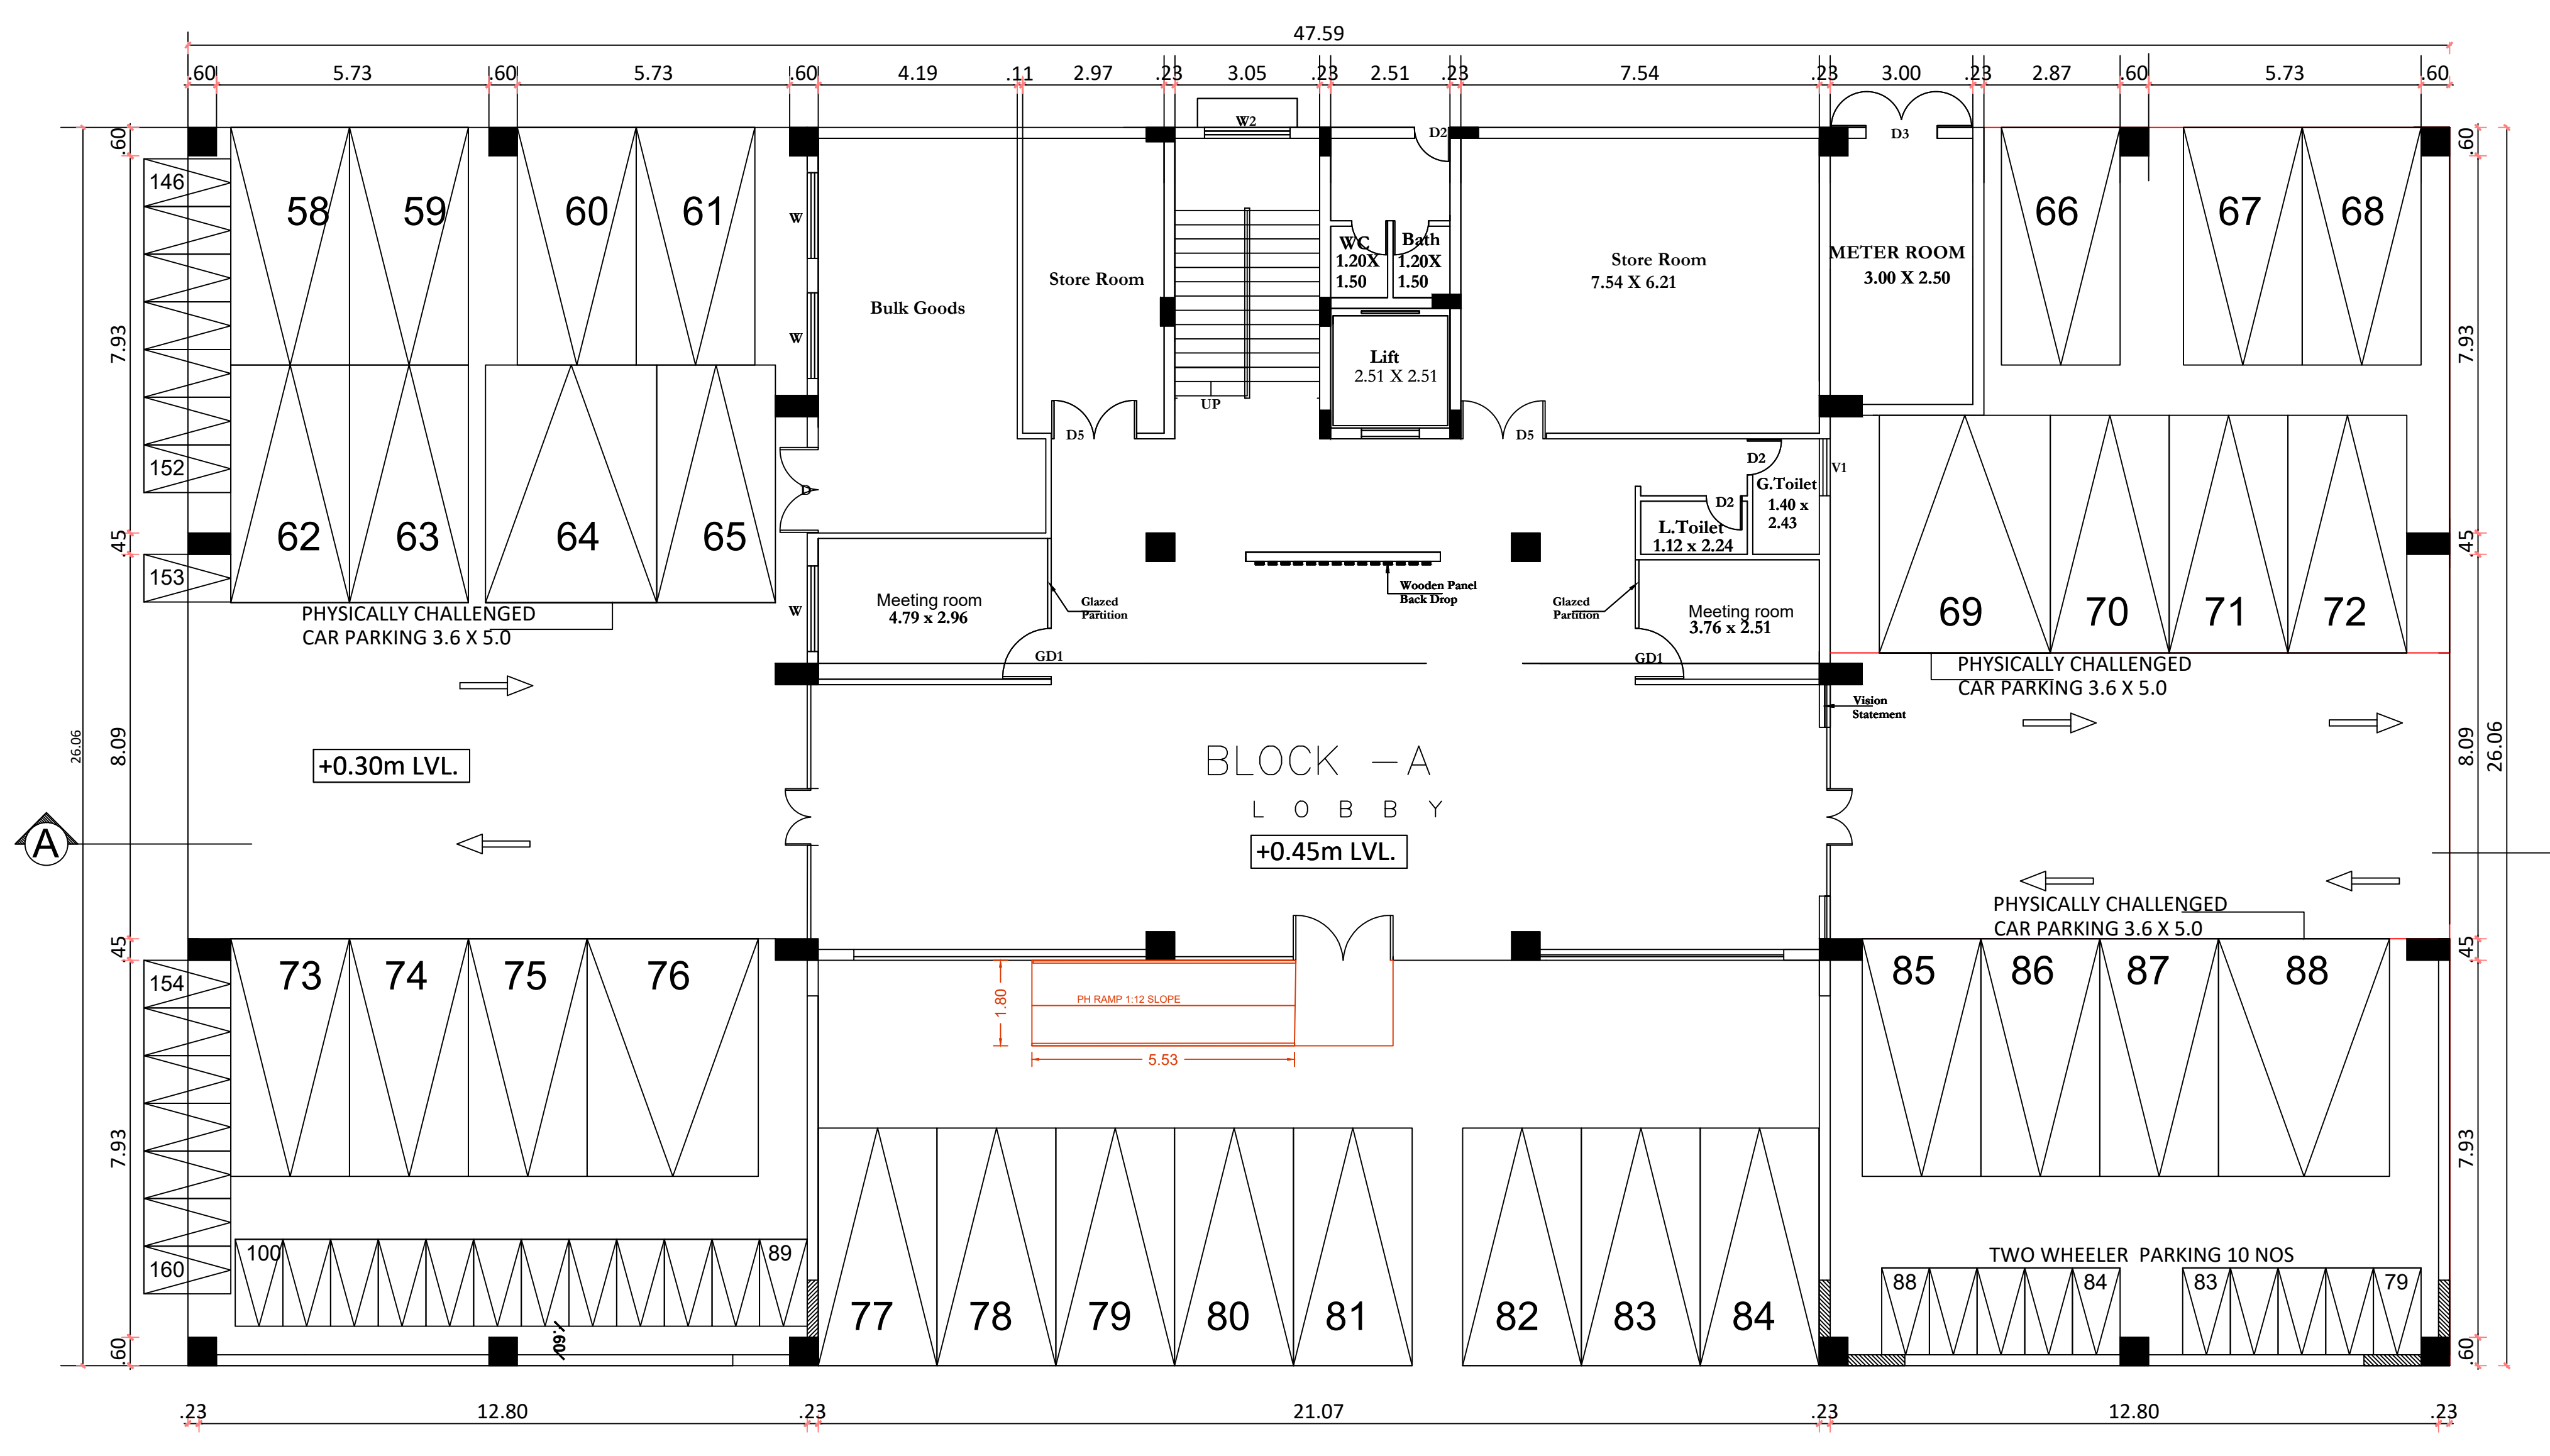 47.59
.60 5.73 .60 5.73 .60 4.19 .11 2.97 .23 3.05 .23 2.51 .23 7.54 .23 3.00 .23 2.87 .60 5.73 .60
W2
D2
D3
.60
.60
146
58 59 60 61
66 67 68
W
WC
1.20X
1.50
Bath
1.20X
1.50
METER ROOM
3.00 X 2.50
Store Room
7.54 X 6.21
Store Room
Bulk Goods
7.93
W
Lift
2.51 X 2.51
7.93
UP
D5
D5
152
D
D2
V1
G.Toilet
1.40 x
2.43
D2
L.Toilet
1.12 x 2.24
.45
62 63 64 65
.45
153
Wooden Panel
Back Drop
Glazed
Partition
Glazed
Partition
Meeting room
4.79 x 2.96
W
Meeting room
3.76 x 2.51
69 70 71 72
PHYSICALLY CHALLENGED
CAR PARKING 3.6 X 5.0
GD1
GD1
PHYSICALLY CHALLENGED
CAR PARKING 3.6 X 5.0
Vision
Statement
26.06
8.09
+0.30m LVL.
BLOCK -A
LOBBY
+0.45m LVL.
8.09
26.06
A
PHYSICALLY CHALLENGED
CAR PARKING 3.6 X 5.0
.45
.45
154
73 74 75 76
85 86 87 88
1.80
PH RAMP 1:12 SLOPE
5.53
7.93
7.93
160
100 89
TWO WHEELER PARKING 10 NOS
88 84 83 79
77 78 79 80 81 82 83 84
.60
.60
.60
.23 12.80 .23 21.07 .23 12.80 .23